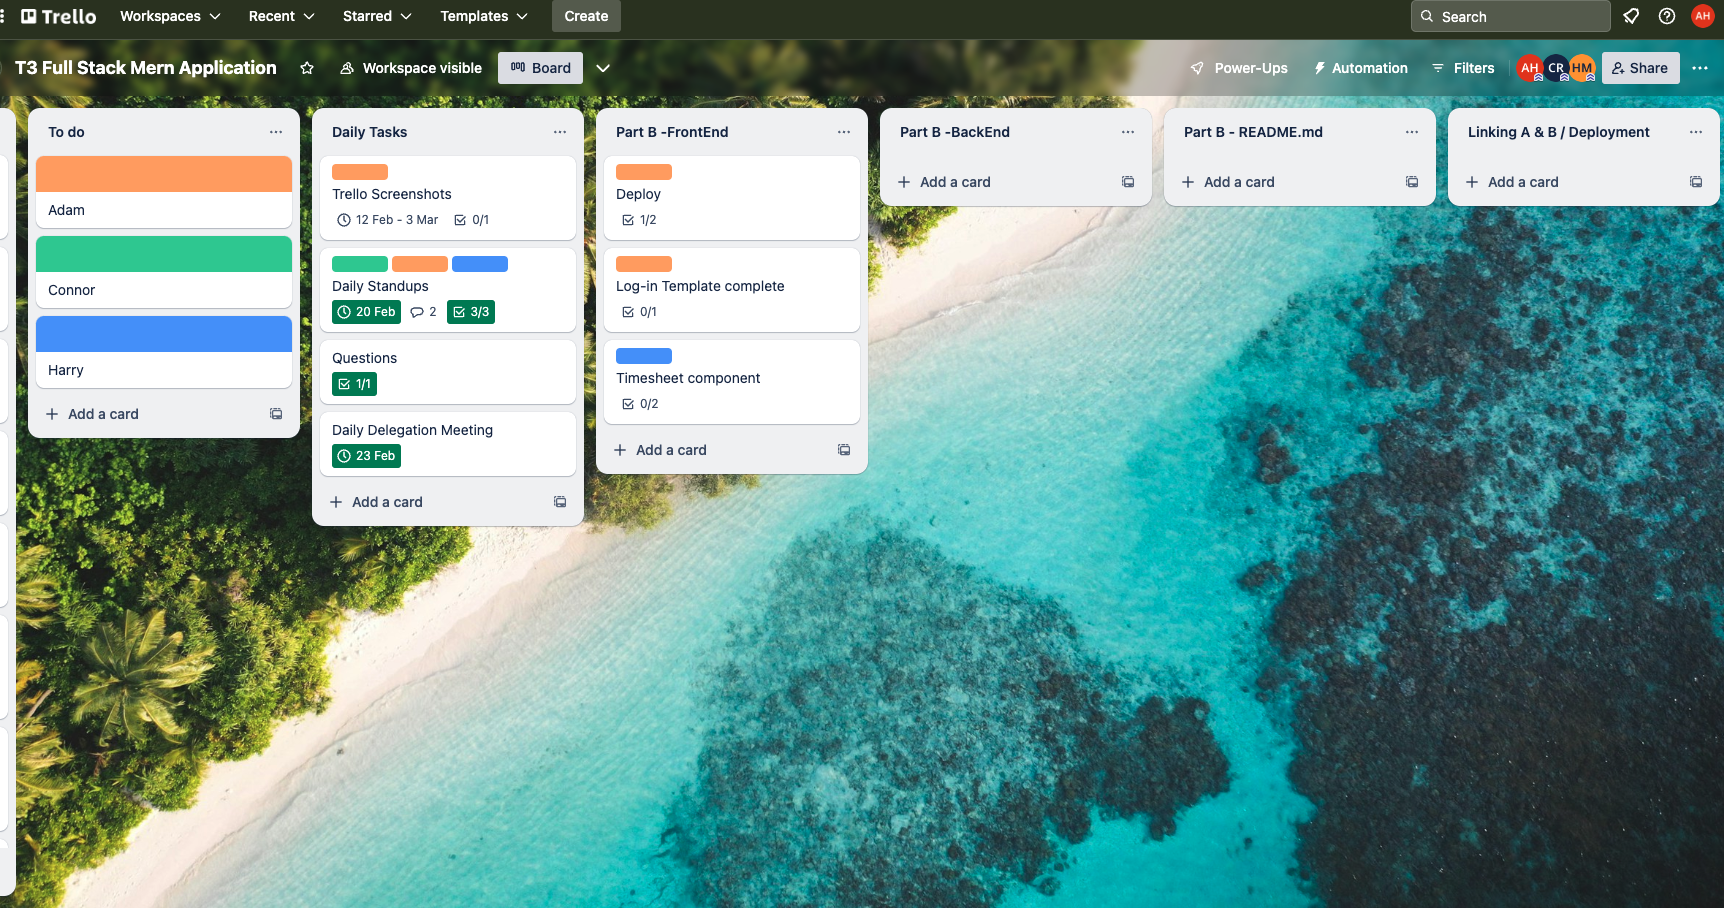 Trello
Workspaces
Recent
Starred
Templates
Create
Search
AH
T3 Full Stack Mern Application
Workspace visible
Board
Power-Ups
Automation
Filters
AH
CR
HM
Share
To do
Adam
Connor
Harry
Add a card
Daily Tasks
Trello Screenshots
12 Feb - 3 Mar
0/1
Daily Standups
20 Feb
2
3/3
Questions
1/1
Daily Delegation Meeting
23 Feb
Add a card
Part B -FrontEnd
Deploy
1/2
Log-in Template complete
0/1
Timesheet component
0/2
Add a card
Part B -BackEnd
Add a card
Part B - README.md
Add a card
Linking A & B / Deployment
Add a card